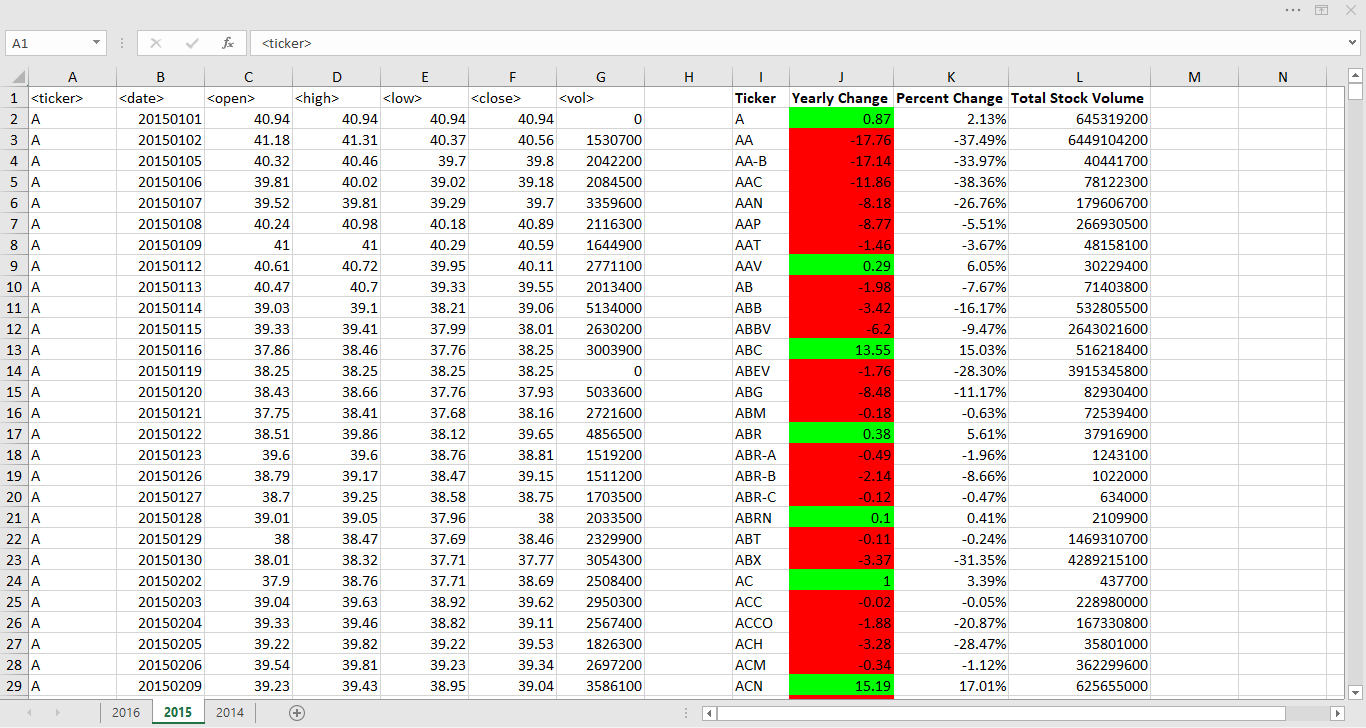 A1 fx <ticker>
A B C D E F G H I J K L M N
1 <ticker> <date> <open> <high> <low> <close> <vol> Ticker Yearly Change Percent Change Total Stock Volume
2 A 20150101 40.94 40.94 40.94 40.94 0 A 0.87 2.13% 645319200
3 A 20150102 41.18 41.31 40.37 40.56 1530700 AA -17.76 -37.49% 6449104200
4 A 20150105 40.32 40.46 39.7 39.8 2042200 AA-B -17.14 -33.97% 40441700
5 A 20150106 39.81 40.02 39.02 39.18 2084500 AAC -11.86 -38.36% 78122300
6 A 20150107 39.52 39.81 39.29 39.7 3359600 AAN -8.18 -26.76% 179606700
7 A 20150108 40.24 40.98 40.18 40.89 2116300 AAP -8.77 -5.51% 266930500
8 A 20150109 41 41 40.29 40.59 1644900 AAT -1.46 -3.67% 48158100
9 A 20150112 40.61 40.72 39.95 40.11 2771100 AAV 0.29 6.05% 30229400
10 A 20150113 40.47 40.7 39.33 39.55 2013400 AB -1.98 -7.67% 71403800
11 A 20150114 39.03 39.1 38.21 39.06 5134000 ABB -3.42 -16.17% 532805500
12 A 20150115 39.33 39.41 37.99 38.01 2630200 ABBV -6.2 -9.47% 2643021600
13 A 20150116 37.86 38.46 37.76 38.25 3003900 ABC 13.55 15.03% 516218400
14 A 20150119 38.25 38.25 38.25 38.25 0 ABEV -1.76 -28.30% 3915345800
15 A 20150120 38.43 38.66 37.76 37.93 5033600 ABG -8.48 -11.17% 82930400
16 A 20150121 37.75 38.41 37.68 38.16 2721600 ABM -0.18 -0.63% 72539400
17 A 20150122 38.51 39.86 38.12 39.65 4856500 ABR 0.38 5.61% 37916900
18 A 20150123 39.6 39.6 38.76 38.81 1519200 ABR-A -0.49 -1.96% 1243100
19 A 20150126 38.79 39.17 38.47 39.15 1511200 ABR-B -2.14 -8.66% 1022000
20 A 20150127 38.7 39.25 38.58 38.75 1703500 ABR-C -0.12 -0.47% 634000
21 A 20150128 39.01 39.05 37.96 38 2033500 ABRN 0.1 0.41% 2109900
22 A 20150129 38 38.47 37.69 38.46 2329900 ABT -0.11 -0.24% 1469310700
23 A 20150130 38.01 38.32 37.71 37.77 3054300 ABX -3.37 -31.35% 4289215100
24 A 20150202 37.9 38.76 37.71 38.69 2508400 AC 1 3.39% 437700
25 A 20150203 39.04 39.63 38.92 39.62 2950300 ACC -0.02 -0.05% 228980000
26 A 20150204 39.33 39.46 38.82 39.11 2567400 ACCO -1.88 -20.87% 167330800
27 A 20150205 39.22 39.82 39.22 39.53 1826300 ACH -3.28 -28.47% 35801000
28 A 20150206 39.54 39.81 39.23 39.34 2697200 ACM -0.34 -1.12% 362299600
29 A 20150209 39.23 39.43 38.95 39.04 3586100 ACN 15.19 17.01% 625655000
2016 2015 2014